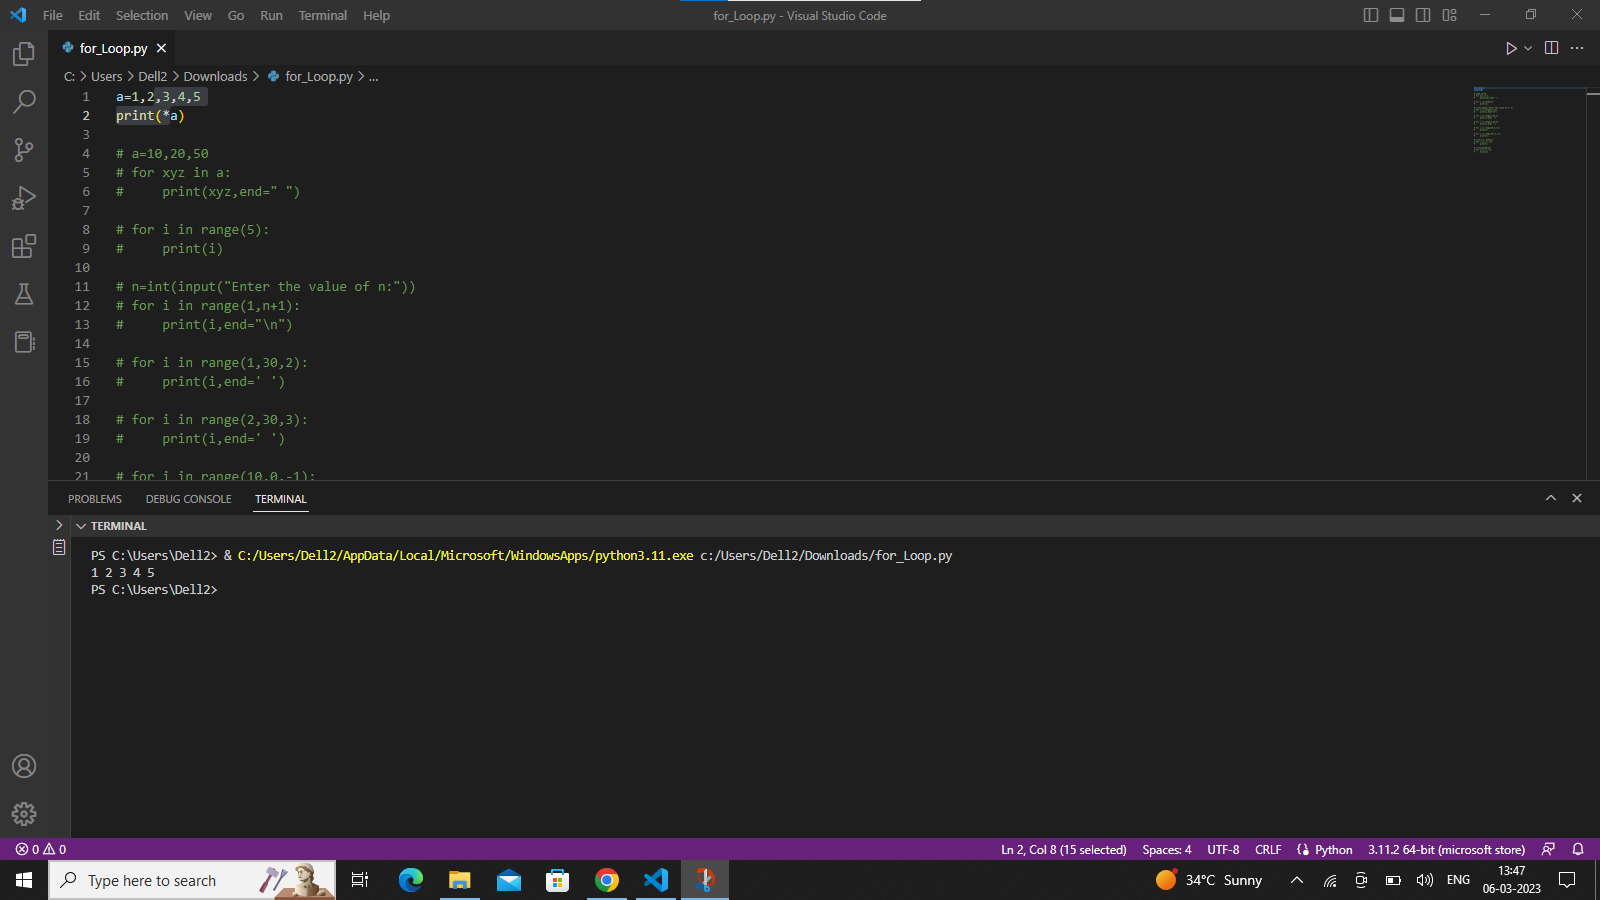 File Edit Selection View Go Run Terminal Help
for_Loop.py - Visual Studio Code
for_Loop.py
C: > Users > Dell2 > Downloads > for_Loop.py > ...
1 a=1,2,3,4,5
2 print(*a)
3
4 # a=10,20,50
5 # for xyz in a:
6 #     print(xyz,end=" ")
7
8 # for i in range(5):
9 #     print(i)
10
11 # n=int(input("Enter the value of n:"))
12 # for i in range(1,n+1):
13 #     print(i,end="\n")
14
15 # for i in range(1,30,2):
16 #     print(i,end=' ')
17
18 # for i in range(2,30,3):
19 #     print(i,end=' ')
20
21 # for i in range(10,0,-1):
PROBLEMS DEBUG CONSOLE TERMINAL
TERMINAL
PS C:\Users\Dell2> & C:/Users/Dell2/AppData/Local/Microsoft/WindowsApps/python3.11.exe c:/Users/Dell2/Downloads/for_Loop.py
1 2 3 4 5
PS C:\Users\Dell2>
0 0 Ln 2, Col 8 (15 selected) Spaces: 4 UTF-8 CRLF Python 3.11.2 64-bit (microsoft store)
Type here to search
34°C Sunny
ENG
13:47
06-03-2023